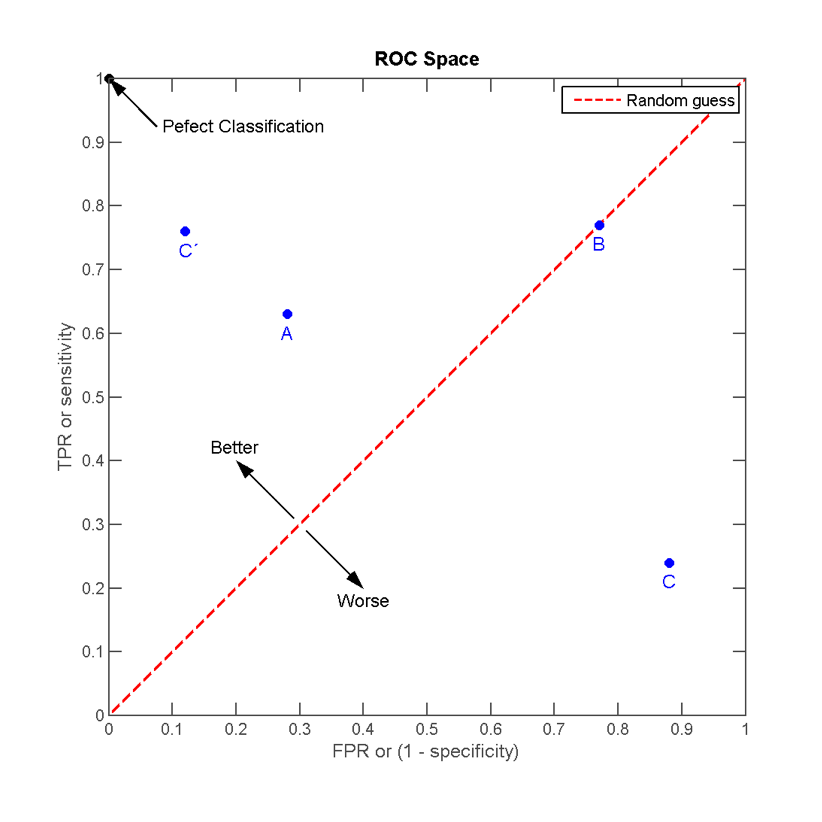 ROC Space
Random guess
Pefect Classification
C´
A
B
C
Better
Worse
TPR or sensitivity
1
0.9
0.8
0.7
0.6
0.5
0.4
0.3
0.2
0.1
0
0 0.1 0.2 0.3 0.4 0.5 0.6 0.7 0.8 0.9 1
FPR or (1 - specificity)